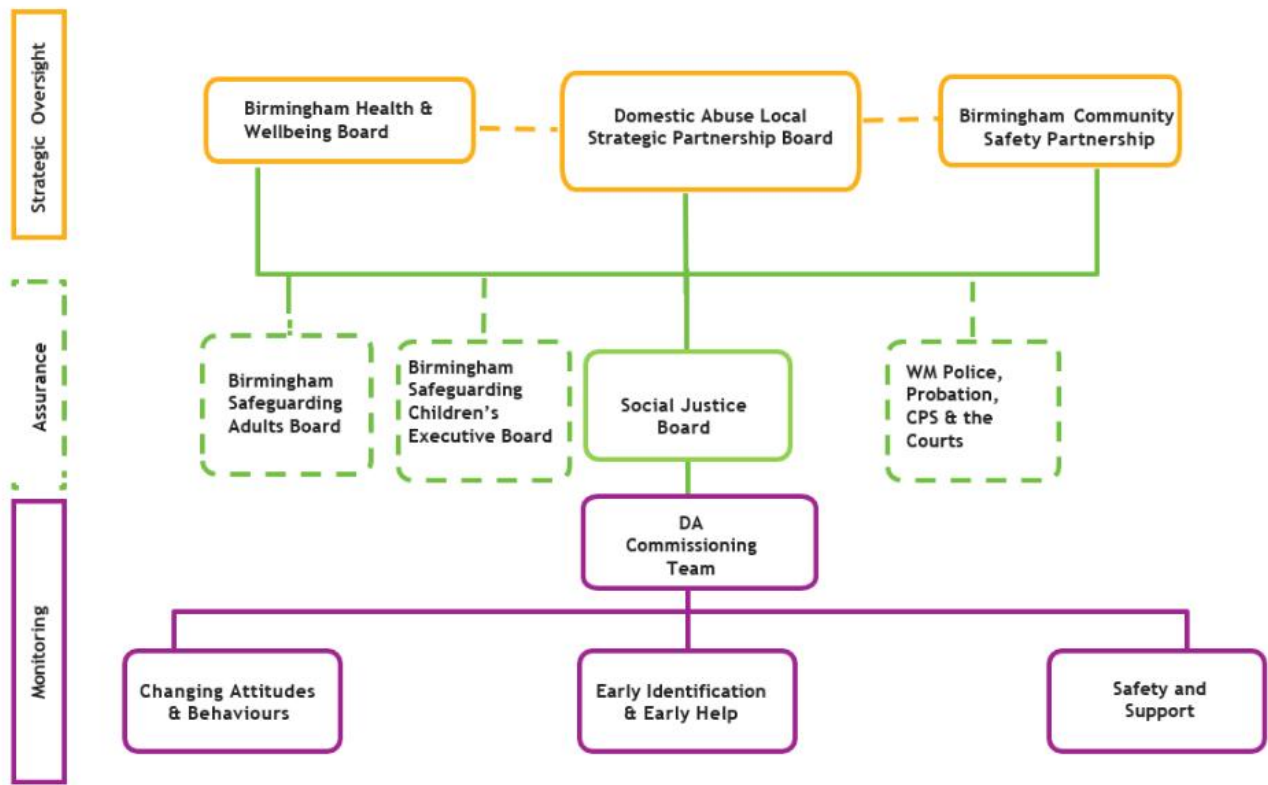 Strategic Oversight
Birmingham Health &
Wellbeing Board
Domestic Abuse Local
Strategic Partnership Board
Birmingham Community
Safety Partnership
Assurance
Birmingham
Safeguarding
Adults Board
Birmingham
Safeguarding
Children's
Executive Board
Social Justice
Board
WM Police,
Probation,
CPS & the
Courts
Monitoring
DA
Commissioning
Team
Changing Attitudes
& Behaviours
Early Identification
& Early Help
Safety and
Support